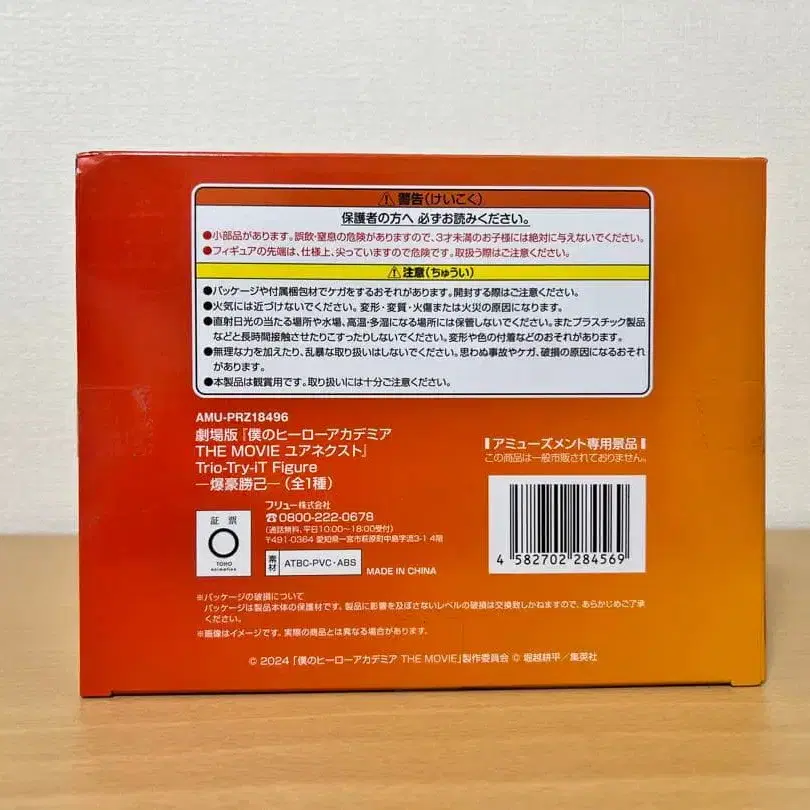 ⚠警告(けいこく)
保護者の方へ 必ずお読みください。
●小部品があります。誤飲・窒息の危険がありますので、3才未満のお子様には絶対に与えないでください。
●フィギュアの先端は、仕様上、尖っていますので危険です。取扱う際はご注意ください。
⚠注意(ちゅうい)
●パッケージや付属梱包材でケガをするおそれがあります。開封する際はご注意ください。
●火気には近づけないでください。変形・変質・火傷または火災の原因になります。
●直射日光の当たる場所や水場、高温・多湿になる場所には保管しないでください。またプラスチック製品
などと長時間接触させたりこすったりしないでください。変形や色の付着などのおそれがあります。
●無理な力を加えたり、乱暴な取り扱いはしないでください。思わぬ事故やケガ、破損の原因になるおそれ
があります。
●本製品は観賞用です。取り扱いには十分ご注意ください。
AMU-PRZ18496
劇場版『僕のヒーローアカデミア
THE MOVIE ユアネクスト』
Trio-Try-iT Figure
―爆豪勝己―(全1種)
アミューズメント専用景品
この商品は一般市販されておりません。
証票
TOHO
animation
フリュー株式会社
☎0800-222-0678
(通話無料、平日10:00~18:00受付)
〒491-0364 愛知県一宮市萩原町中島字流3-1 4階
素材 ATBC-PVC・ABS
MADE IN CHINA
4 582702 284569
※パッケージの破損について
パッケージは製品本体の保護材です。製品に影響を及ぼさないレベルの破損は交換致しかねますので、あらかじめご了承
ください。
※画像はイメージです。実際の商品とは異なる場合があります。
© 2024「僕のヒーローアカデミア THE MOVIE」製作委員会 © 堀越耕平/集英社